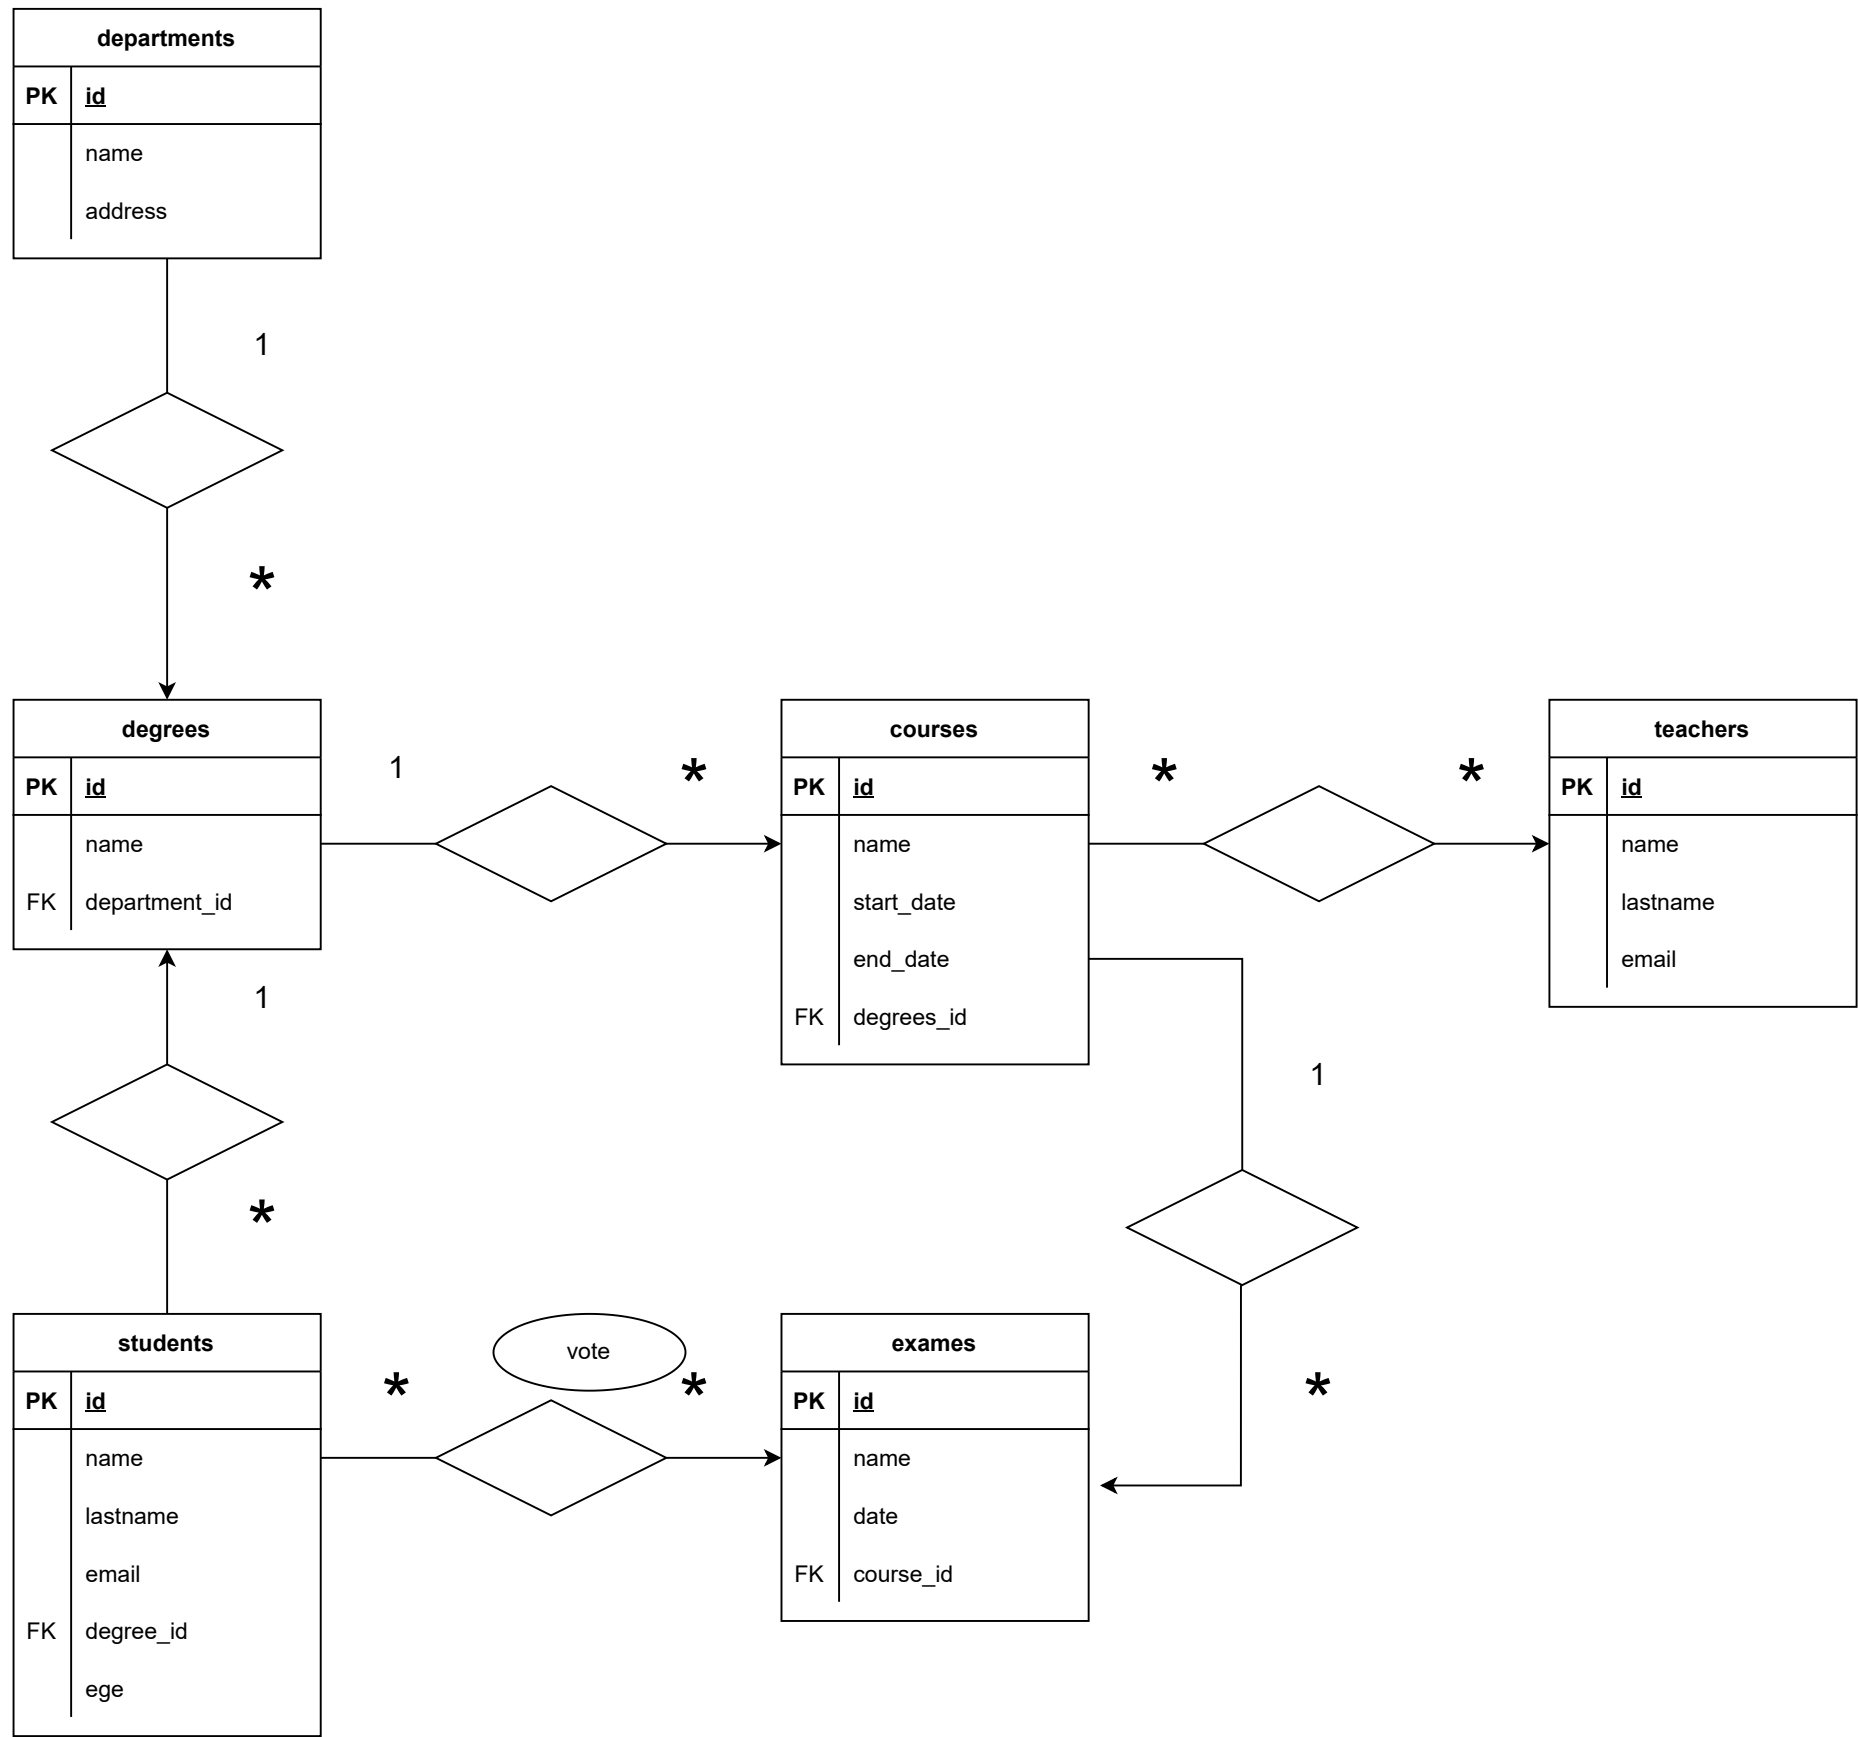 departments
PK id
name
address
1
*
degrees
PK id
name
FK department_id
1
*
courses
PK id
name
start_date
end_date
FK degrees_id
*
*
teachers
PK id
name
lastname
email
1
*
1
*
students
PK id
name
lastname
email
FK degree_id
ege
*
vote
*
exames
PK id
name
date
FK course_id